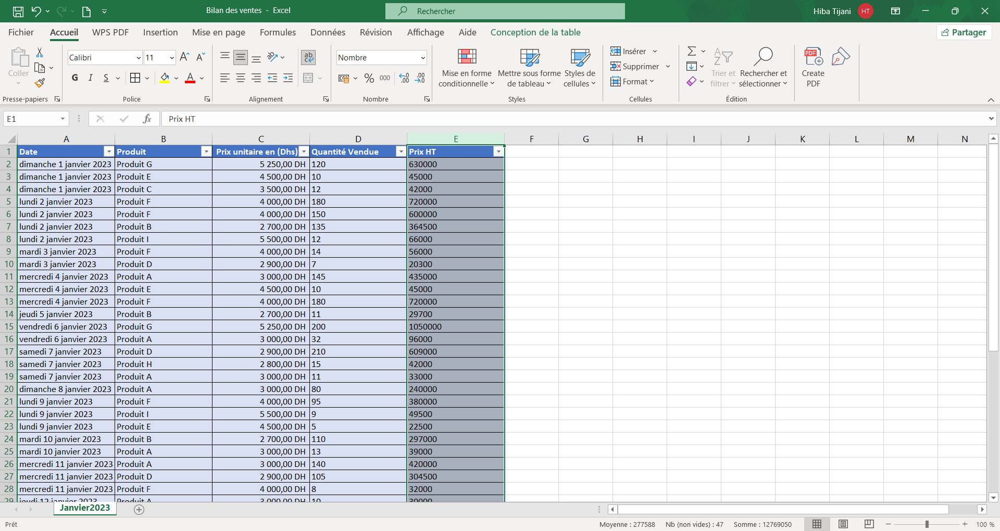 Bilan des ventes - Excel
Rechercher
Hiba Tijani HT
Fichier Accueil WPS PDF Insertion Mise en page Formules Données Révision Affichage Aide Conception de la table Partager
Coller
Presse-papiers
Calibri 11
G I S
Police
Alignement
Nombre
% 000
Nombre
Mise en forme conditionnelle
Mettre sous forme de tableau
Styles de cellules
Styles
Insérer
Supprimer
Format
Cellules
Trier et filtrer
Rechercher et sélectionner
Édition
Create PDF
E1 fx Prix HT
A B C D E F G H I J K L M N
1 Date Produit Prix unitaire en (Dhs) Quantité Vendue Prix HT
2 dimanche 1 janvier 2023 Produit G 5 250,00 DH 120 630000
3 dimanche 1 janvier 2023 Produit E 4 500,00 DH 10 45000
4 dimanche 1 janvier 2023 Produit C 3 500,00 DH 12 42000
5 lundi 2 janvier 2023 Produit F 4 000,00 DH 180 720000
6 lundi 2 janvier 2023 Produit F 4 000,00 DH 150 600000
7 lundi 2 janvier 2023 Produit B 2 700,00 DH 135 364500
8 lundi 2 janvier 2023 Produit I 5 500,00 DH 12 66000
9 mardi 3 janvier 2023 Produit F 4 000,00 DH 14 56000
10 mardi 3 janvier 2023 Produit D 2 900,00 DH 7 20300
11 mercredi 4 janvier 2023 Produit A 3 000,00 DH 145 435000
12 mercredi 4 janvier 2023 Produit E 4 500,00 DH 10 45000
13 mercredi 4 janvier 2023 Produit F 4 000,00 DH 180 720000
14 jeudi 5 janvier 2023 Produit B 2 700,00 DH 11 29700
15 vendredi 6 janvier 2023 Produit G 5 250,00 DH 200 1050000
16 vendredi 6 janvier 2023 Produit A 3 000,00 DH 32 96000
17 samedi 7 janvier 2023 Produit D 2 900,00 DH 210 609000
18 samedi 7 janvier 2023 Produit H 2 800,00 DH 15 42000
19 samedi 7 janvier 2023 Produit A 3 000,00 DH 11 33000
20 dimanche 8 janvier 2023 Produit A 3 000,00 DH 80 240000
21 lundi 9 janvier 2023 Produit F 4 000,00 DH 95 380000
22 lundi 9 janvier 2023 Produit I 5 500,00 DH 9 49500
23 lundi 9 janvier 2023 Produit E 4 500,00 DH 5 22500
24 mardi 10 janvier 2023 Produit B 2 700,00 DH 110 297000
25 mardi 10 janvier 2023 Produit A 3 000,00 DH 13 39000
26 mercredi 11 janvier 2023 Produit A 3 000,00 DH 140 420000
27 mercredi 11 janvier 2023 Produit D 2 900,00 DH 105 304500
28 mercredi 11 janvier 2023 Produit F 4 000,00 DH 8 32000
29 jeudi 12 janvier 2023 Produit A 3 000,00 DH 10 30000
Janvier2023
Prêt Moyenne : 277588 Nb (non vides) : 47 Somme : 12769050 100 %